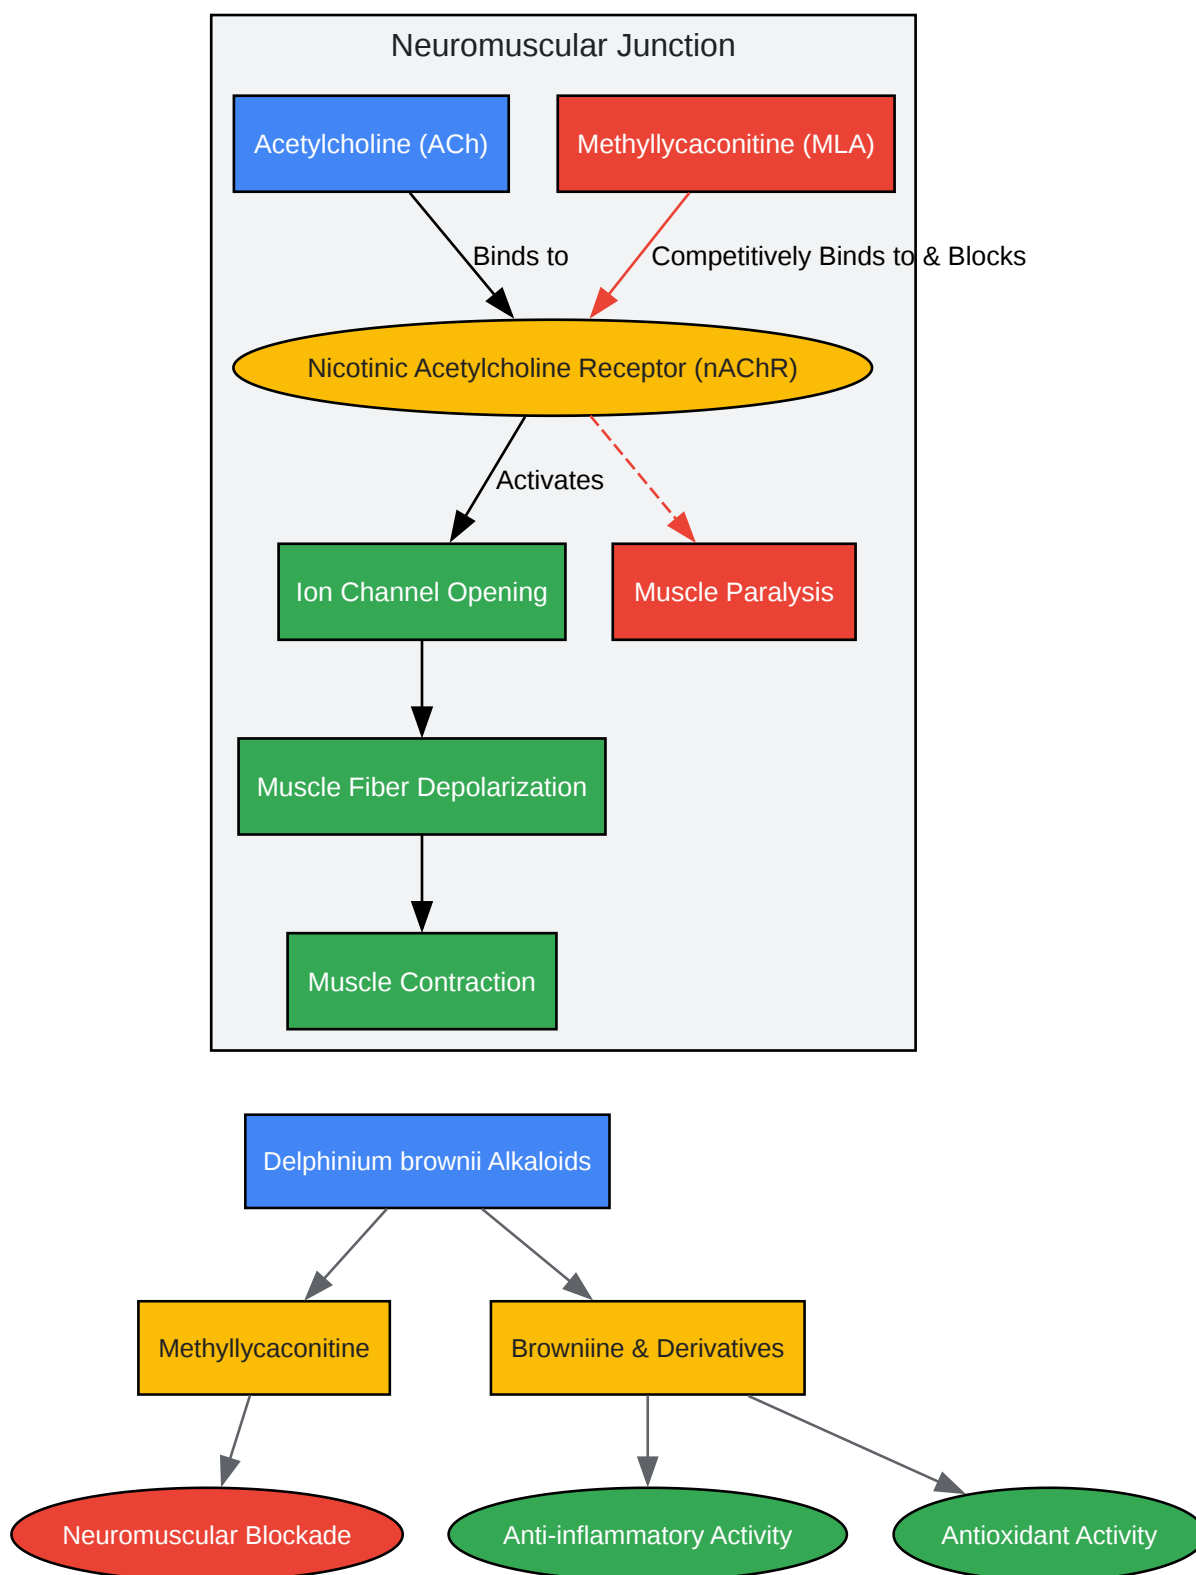 Neuromuscular Junction
Acetylcholine (ACh)
Methyllycaconitine (MLA)
Binds to
Competitively Binds to & Blocks
Nicotinic Acetylcholine Receptor (nAChR)
Activates
Ion Channel Opening
Muscle Paralysis
Muscle Fiber Depolarization
Muscle Contraction
Delphinium brownii Alkaloids
Methyllycaconitine
Browniine & Derivatives
Neuromuscular Blockade
Anti-inflammatory Activity
Antioxidant Activity